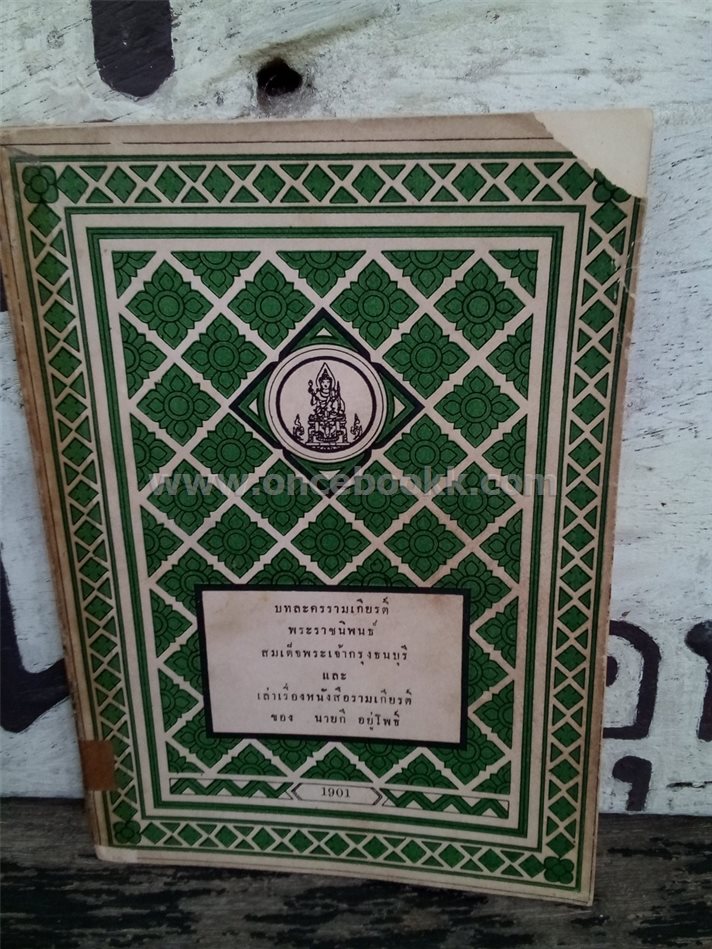 www.oncebookk.com
บทละครรามเกียรติ์
พระราชนิพนธ์
สมเด็จพระเจ้ากรุงธนบุรี
และ
เล่าเรื่องหนังสือรามเกียรติ์
ของ นายกี อยู่โพธิ์
1901